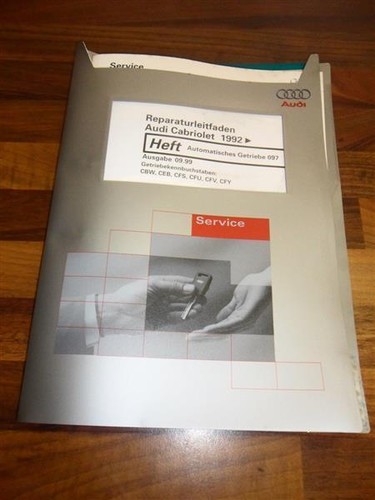 Service
Audi
Reparaturleitfaden
Audi Cabriolet 1992 ►
Heft Automatisches Getriebe 097
Ausgabe 09.99
Getriebekennbuchstaben:
CBW, CEB, CFS, CFU, CFV, CFY
Service